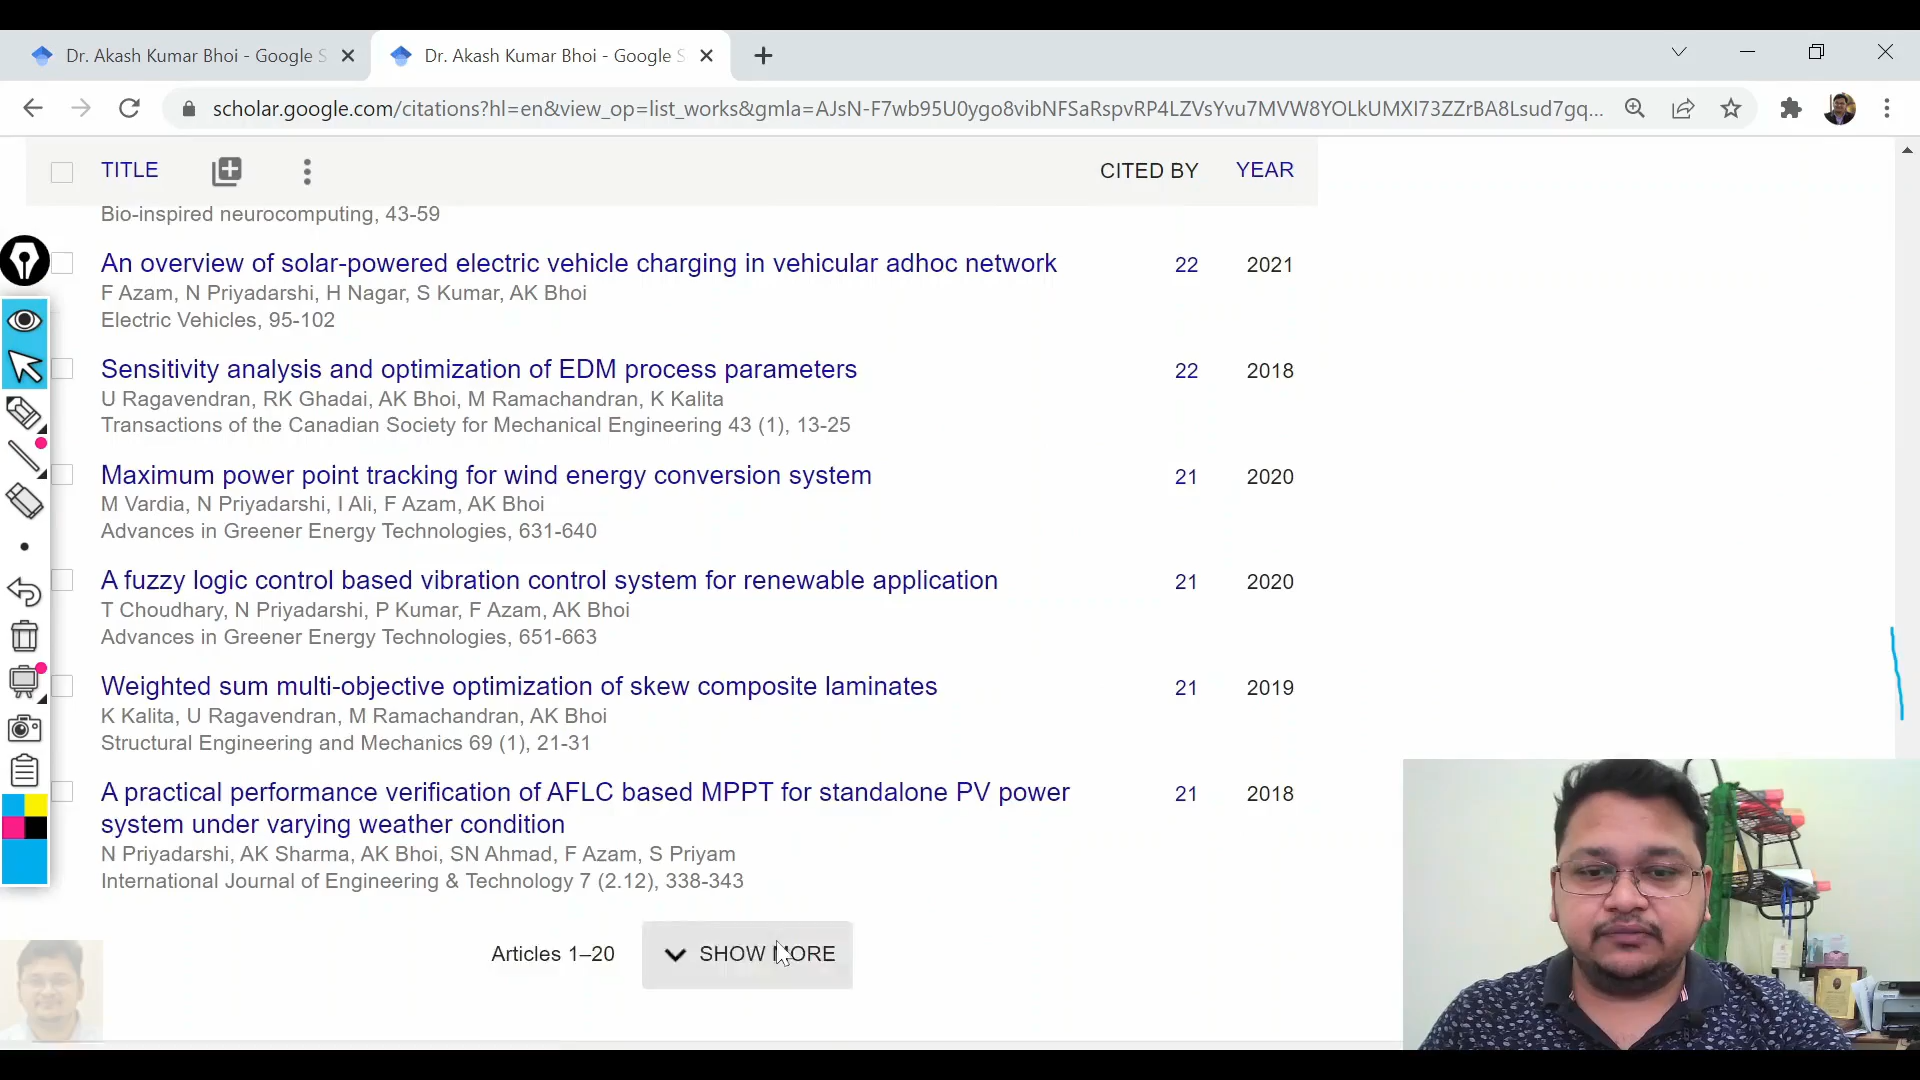 Dr. Akash Kumar Bhoi - Google S
Dr. Akash Kumar Bhoi - Google S
scholar.google.com/citations?hl=en&view_op=list_works&gmla=AJsN-F7wb95U0ygo8vibNFSaRspvRP4LZVsYvu7MVW8YOLkUMXI73ZZrBA8Lsud7gq...
TITLE CITED BY YEAR
Bio-inspired neurocomputing, 43-59
An overview of solar-powered electric vehicle charging in vehicular adhoc network 22 2021
F Azam, N Priyadarshi, H Nagar, S Kumar, AK Bhoi
Electric Vehicles, 95-102
Sensitivity analysis and optimization of EDM process parameters 22 2018
U Ragavendran, RK Ghadai, AK Bhoi, M Ramachandran, K Kalita
Transactions of the Canadian Society for Mechanical Engineering 43 (1), 13-25
Maximum power point tracking for wind energy conversion system 21 2020
M Vardia, N Priyadarshi, I Ali, F Azam, AK Bhoi
Advances in Greener Energy Technologies, 631-640
A fuzzy logic control based vibration control system for renewable application 21 2020
T Choudhary, N Priyadarshi, P Kumar, F Azam, AK Bhoi
Advances in Greener Energy Technologies, 651-663
Weighted sum multi-objective optimization of skew composite laminates 21 2019
K Kalita, U Ragavendran, M Ramachandran, AK Bhoi
Structural Engineering and Mechanics 69 (1), 21-31
A practical performance verification of AFLC based MPPT for standalone PV power 21 2018
system under varying weather condition
N Priyadarshi, AK Sharma, AK Bhoi, SN Ahmad, F Azam, S Priyam
International Journal of Engineering & Technology 7 (2.12), 338-343
Articles 1–20 SHOW MORE